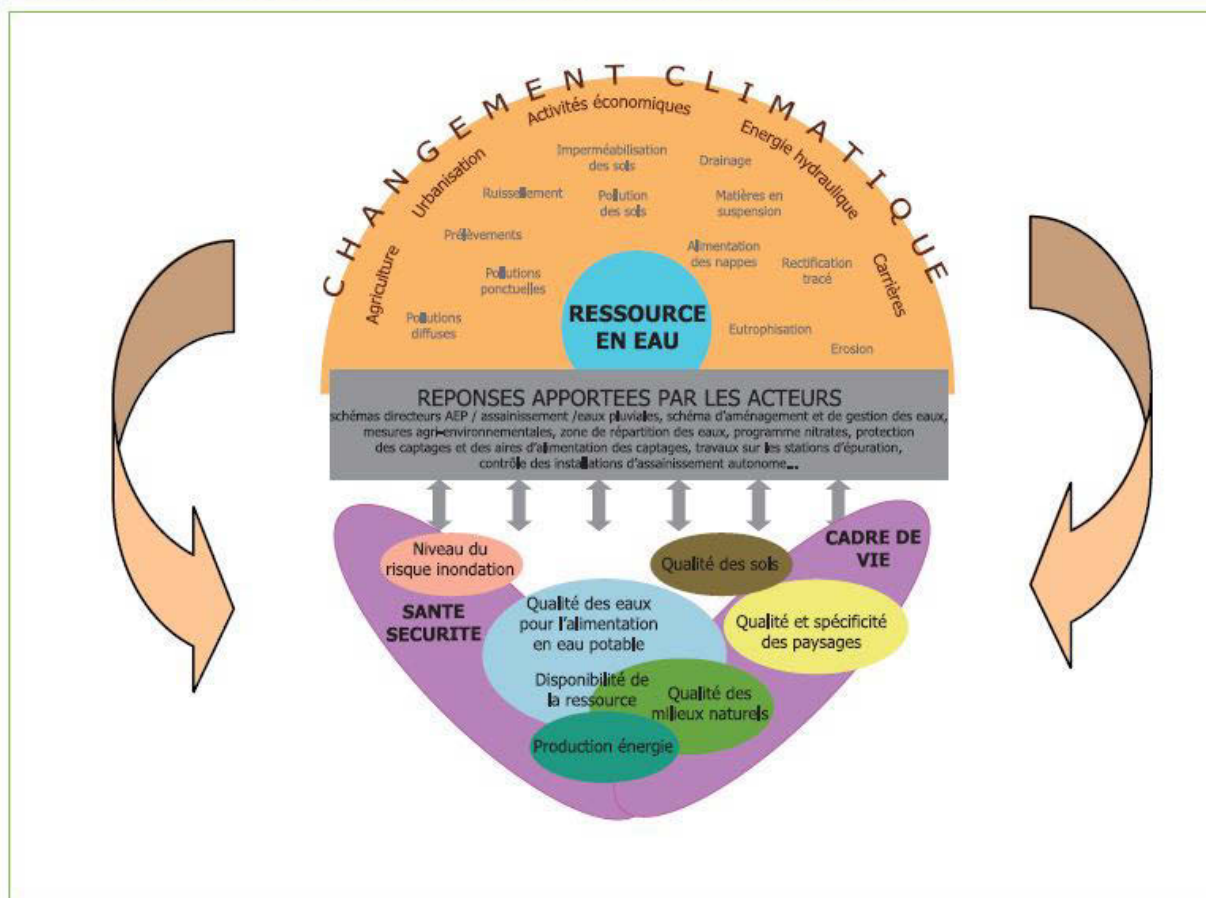 CHANGEMENT CLIMATIQUE
Agriculture
Urbanisation
Activités économiques
Energie hydraulique
Carrières
Imperméabilisation
des sols
Drainage
Ruissellement
Pollution
des sols
Matières en
suspension
Prélèvements
Alimentation
des nappes
Rectification
tracé
Pollutions
ponctuelles
Pollutions
diffuses
Eutrophisation
Erosion
RESSOURCE
EN EAU
REPONSES APPORTEES PAR LES ACTEURS
schémas directeurs AEP / assainissement /eaux pluviales, schéma d'aménagement et de gestion des eaux,
mesures agri-environnementales, zone de répartition des eaux, programme nitrates, protection
des captages et des aires d'alimentation des captages, travaux sur les stations d'épuration,
contrôle des installations d'assainissement autonome...
Niveau du
risque inondation
SANTE
SECURITE
Qualité des sols
CADRE DE
VIE
Qualité des eaux
pour l'alimentation
en eau potable
Qualité et spécificité
des paysages
Disponibilité de
la ressource
Qualité des
milieux naturels
Production énergie